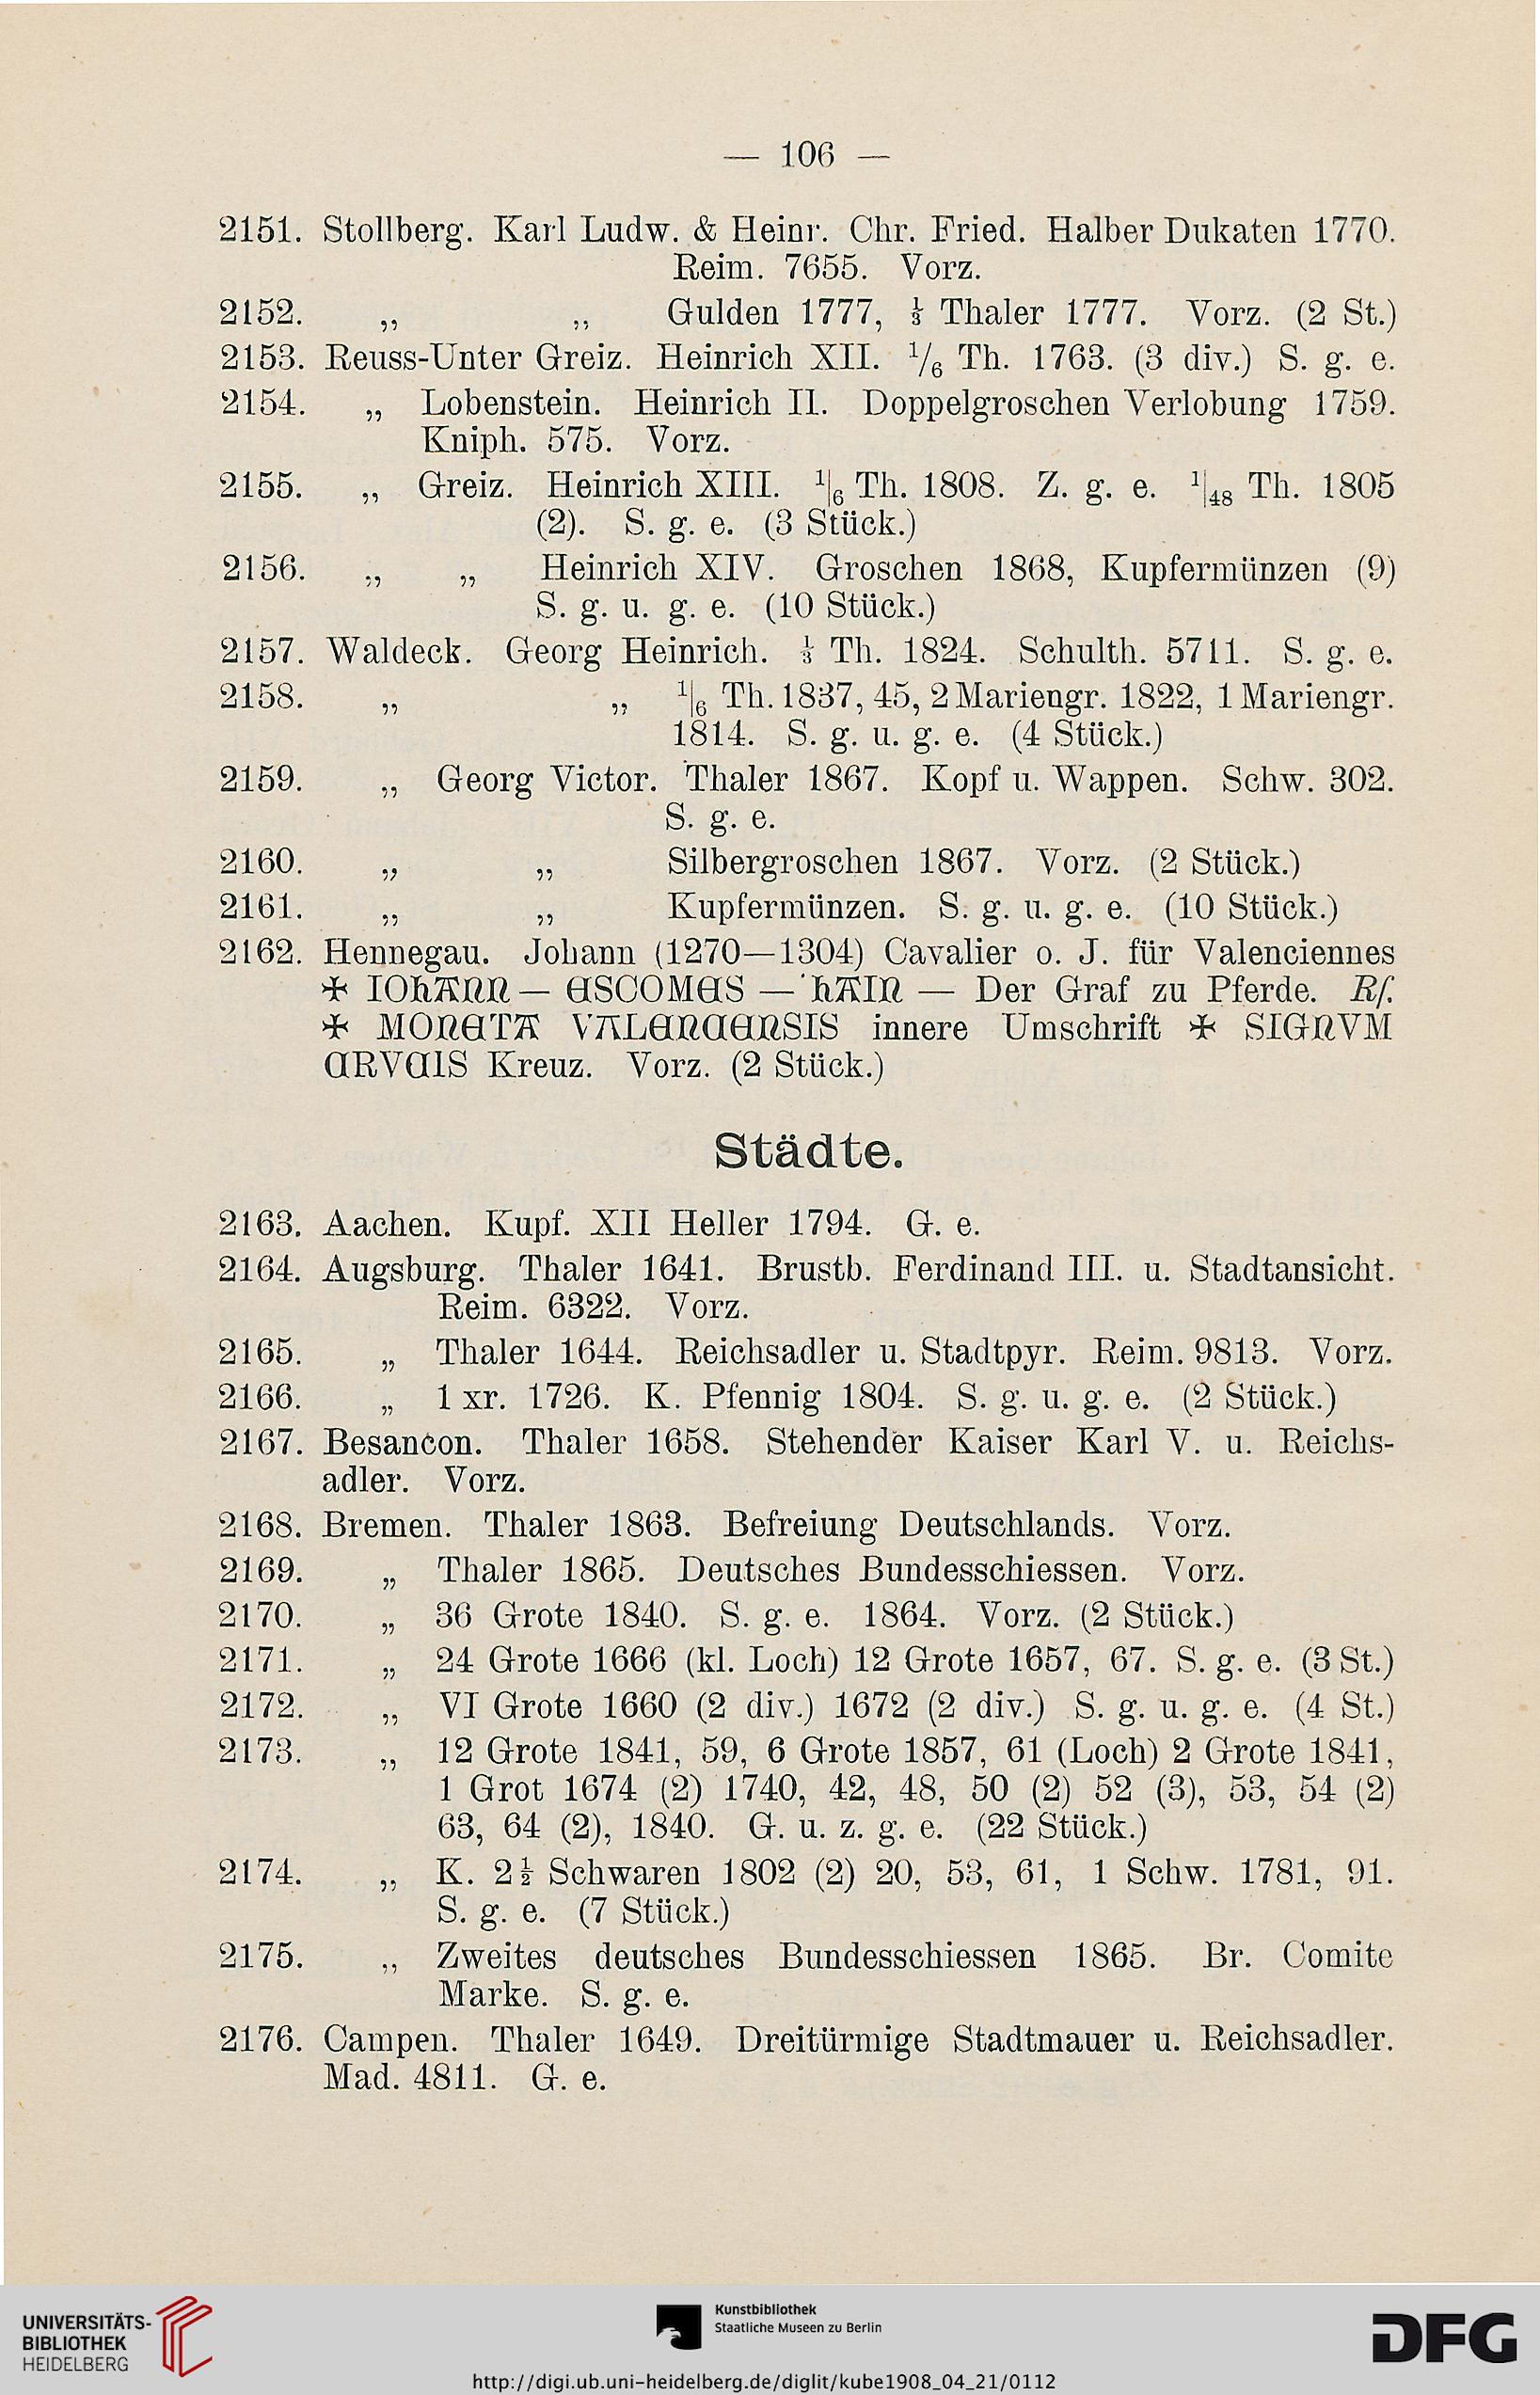 — 106 —
2151. Stollberg. Karl Ludw. & Heinr. Chr. Fried. Halber Dukaten 1770.
Reim. 7655. Vorz.
2152. „ „ Gulden 1777, ⅓ Thaler 1777. Vorz. (2 St.)
2153. Reuss-Unter Greiz. Heinrich XII. 1/6 Th. 1763. (3 div.) S. g. e.
2154. „ Lobenstein. Heinrich II. Doppelgroschen Verlobung 1759.
Kniph. 575. Vorz.
2155. „ Greiz. Heinrich XIII. 1|6 Th. 1808. Z. g. e. 1|48 Th. 1805
(2). S. g. e. (3 Stück.)
2156. „ „ Heinrich XIV. Groschen 1868, Kupfermünzen (9)
S. g. u. g. e. (10 Stück.)
2157. Waldeck. Georg Heinrich. ⅓ Th. 1824. Schulth. 5711. S. g. e.
2158. „ „ 1|6 Th. 1837, 45, 2 Mariengr. 1822, 1 Mariengr.
1814. S. g. u. g. e. (4 Stück.)
2159. „ Georg Victor. Thaler 1867. Kopf u. Wappen. Schw. 302.
S. g. e.
2160. „ „ Silbergroschen 1867. Vorz. (2 Stück.)
2161. „ „ Kupfermünzen. S. g. u. g. e. (10 Stück.)
2162. Hennegau. Johann (1270—1304) Cavalier o. J. für Valenciennes
✠ IOhANN — ESCOMES — hAIN — Der Graf zu Pferde. Rf.
✠ MONETA VALENCENSIS innere Umschrift ✠ SIGNVM
CRVCIS Kreuz. Vorz. (2 Stück.)
Städte.
2163. Aachen. Kupf. XII Heller 1794. G. e.
2164. Augsburg. Thaler 1641. Brustb. Ferdinand III. u. Stadtansicht.
Reim. 6322. Vorz.
2165. „ Thaler 1644. Reichsadler u. Stadtpyr. Reim. 9813. Vorz.
2166. „ 1 xr. 1726. K. Pfennig 1804. S. g. u. g. e. (2 Stück.)
2167. Besancon. Thaler 1658. Stehender Kaiser Karl V. u. Reichs-
adler. Vorz.
2168. Bremen. Thaler 1863. Befreiung Deutschlands. Vorz.
2169. „ Thaler 1865. Deutsches Bundesschiessen. Vorz.
2170. „ 36 Grote 1840. S. g. e. 1864. Vorz. (2 Stück.)
2171. „ 24 Grote 1666 (kl. Loch) 12 Grote 1657, 67. S. g. e. (3 St.)
2172. „ VI Grote 1660 (2 div.) 1672 (2 div.) S. g. u. g. e. (4 St.)
2173. „ 12 Grote 1841, 59, 6 Grote 1857, 61 (Loch) 2 Grote 1841,
1 Grot 1674 (2) 1740, 42, 48, 50 (2) 52 (3), 53, 54 (2)
63, 64 (2), 1840. G. u. z. g. e. (22 Stück.)
2174. „ K. 2½ Schwaren 1802 (2) 20, 53, 61, 1 Schw. 1781, 91.
S. g. e. (7 Stück.)
2175. „ Zweites deutsches Bundesschiessen 1865. Br. Comite
Marke. S. g. e.
2176. Campen. Thaler 1649. Dreitürmige Stadtmauer u. Reichsadler.
Mad. 4811. G. e.
UNIVERSITÄTS-
BIBLIOTHEK
HEIDELBERG
Kunstbibliothek
Staatliche Museen zu Berlin
DFG
http://digi.ub.uni-heidelberg.de/diglit/kube1908_04_21/0112